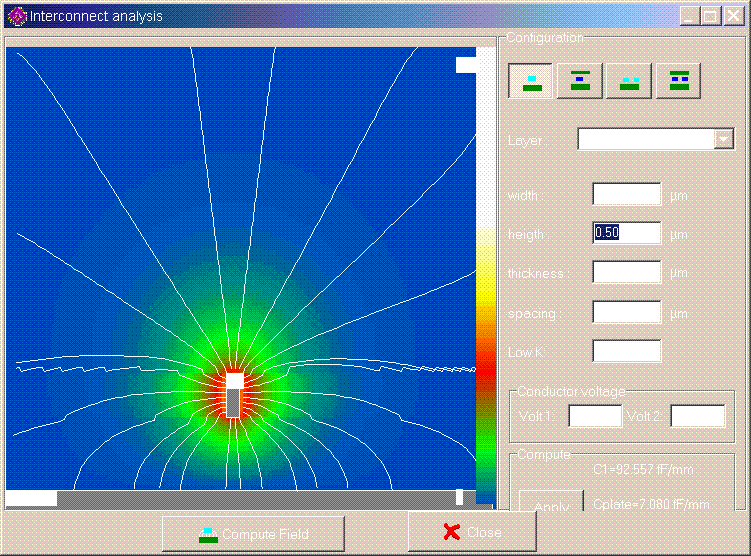 Interconnect analysis
Configuration
Layer
width : µm
heigth : 0.50 µm
thickness : µm
spacing : µm
Low K
Conductor voltage
Volt 1: Volt 2:
Compute
C1=92.557 fF/mm
Apply Cplate=7.080 fF/mm
Compute Field Close